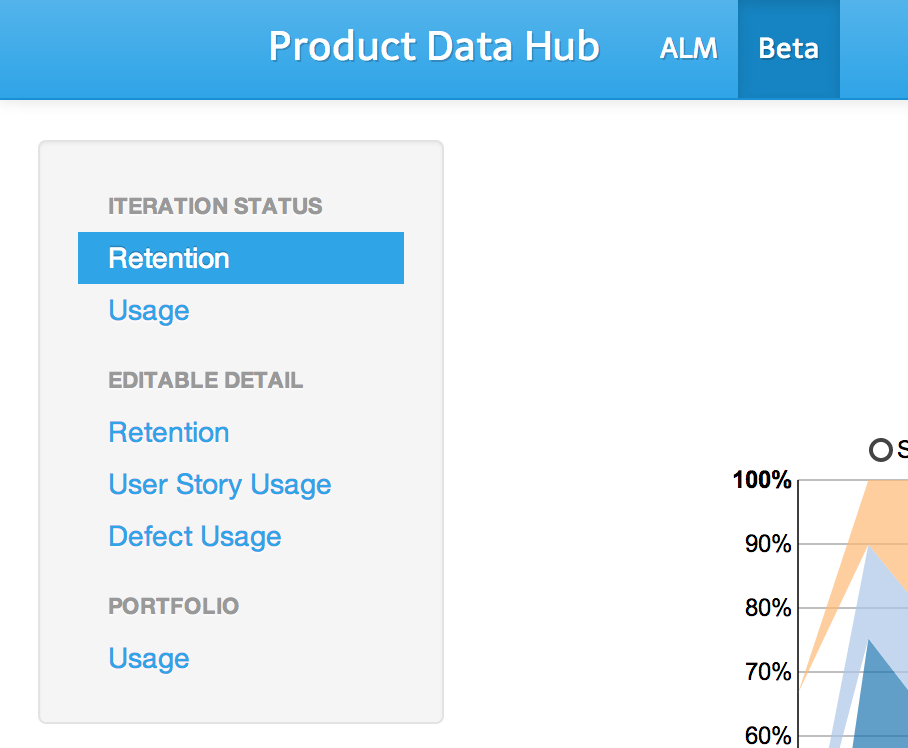 Product Data Hub ALM Beta
ITERATION STATUS
Retention
Usage
EDITABLE DETAIL
Retention
User Story Usage
Defect Usage
PORTFOLIO
Usage
S
100%
90%
80%
70%
60%